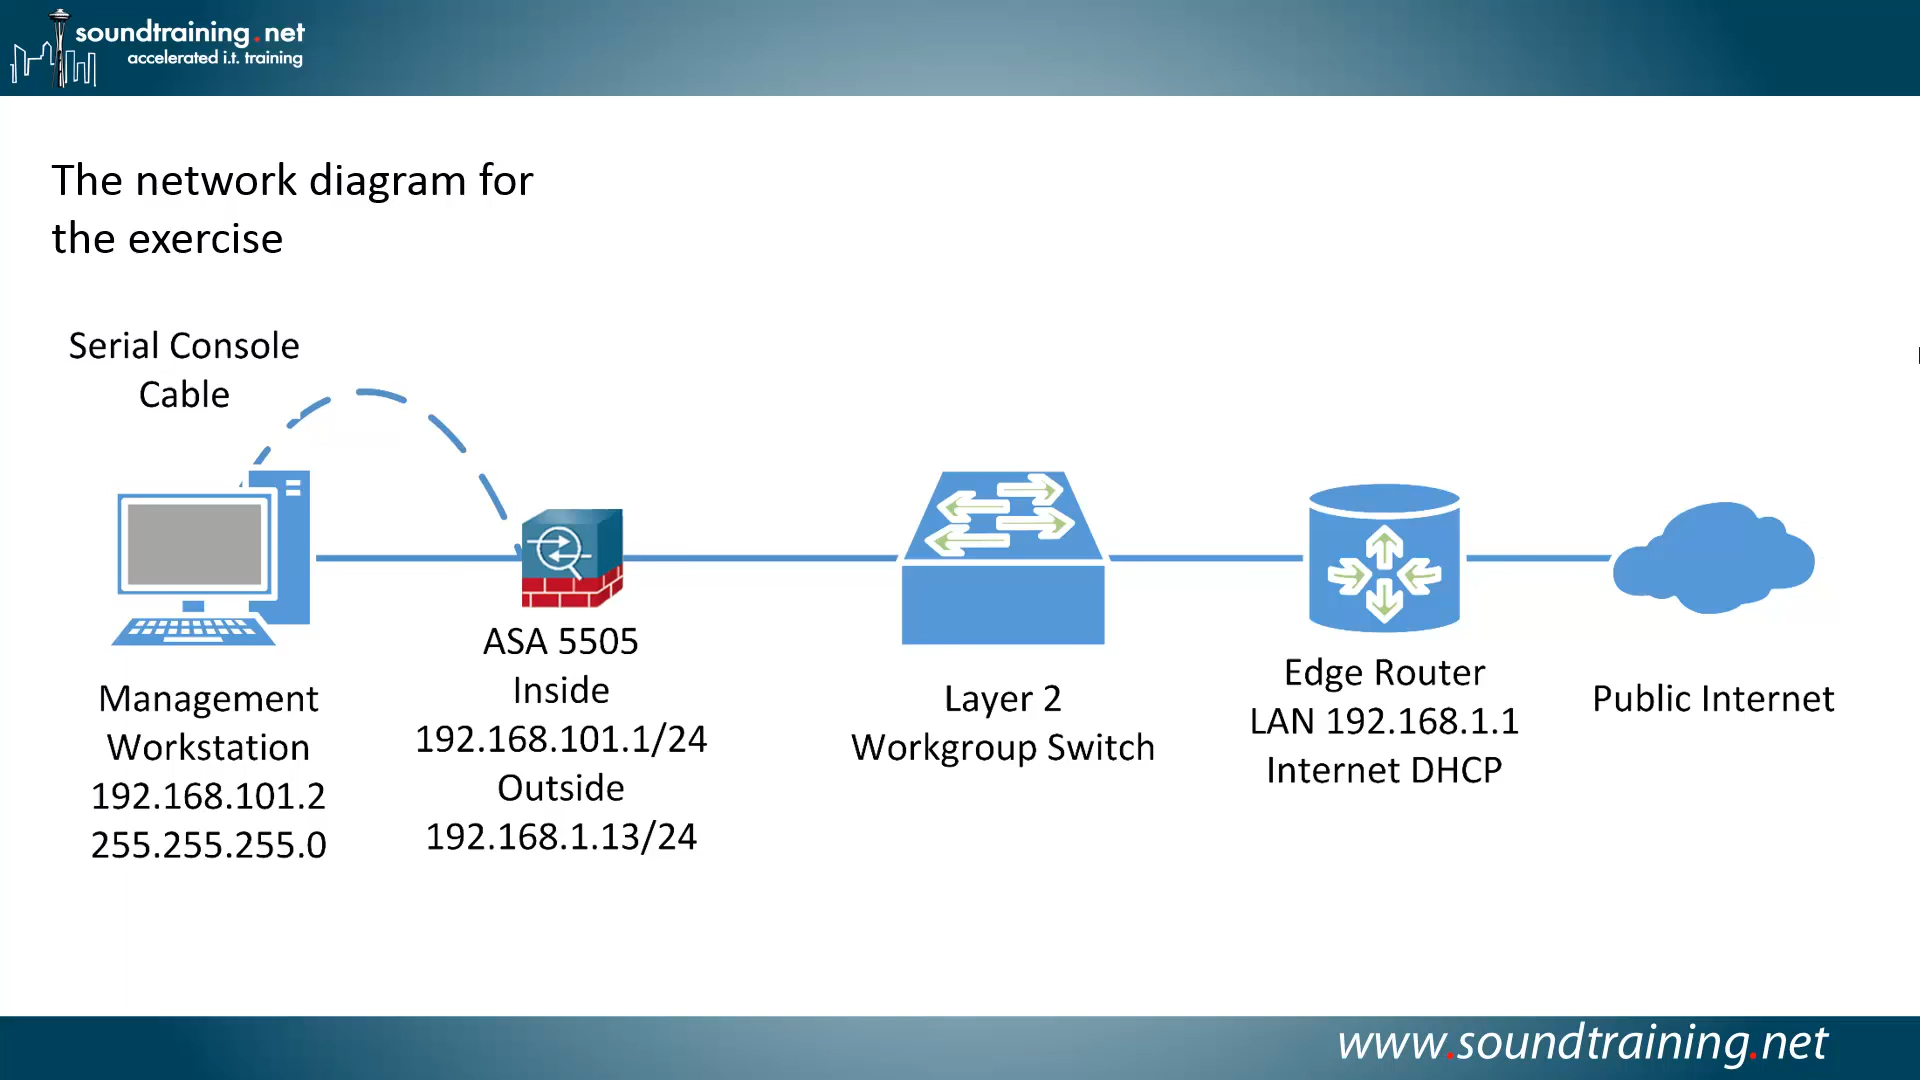 soundtraining.net
accelerated i.t. training
The network diagram for
the exercise
Serial Console
Cable
Management
Workstation
192.168.101.2
255.255.255.0
ASA 5505
Inside
192.168.101.1/24
Outside
192.168.1.13/24
Layer 2
Workgroup Switch
Edge Router
LAN 192.168.1.1
Internet DHCP
Public Internet
www.soundtraining.net